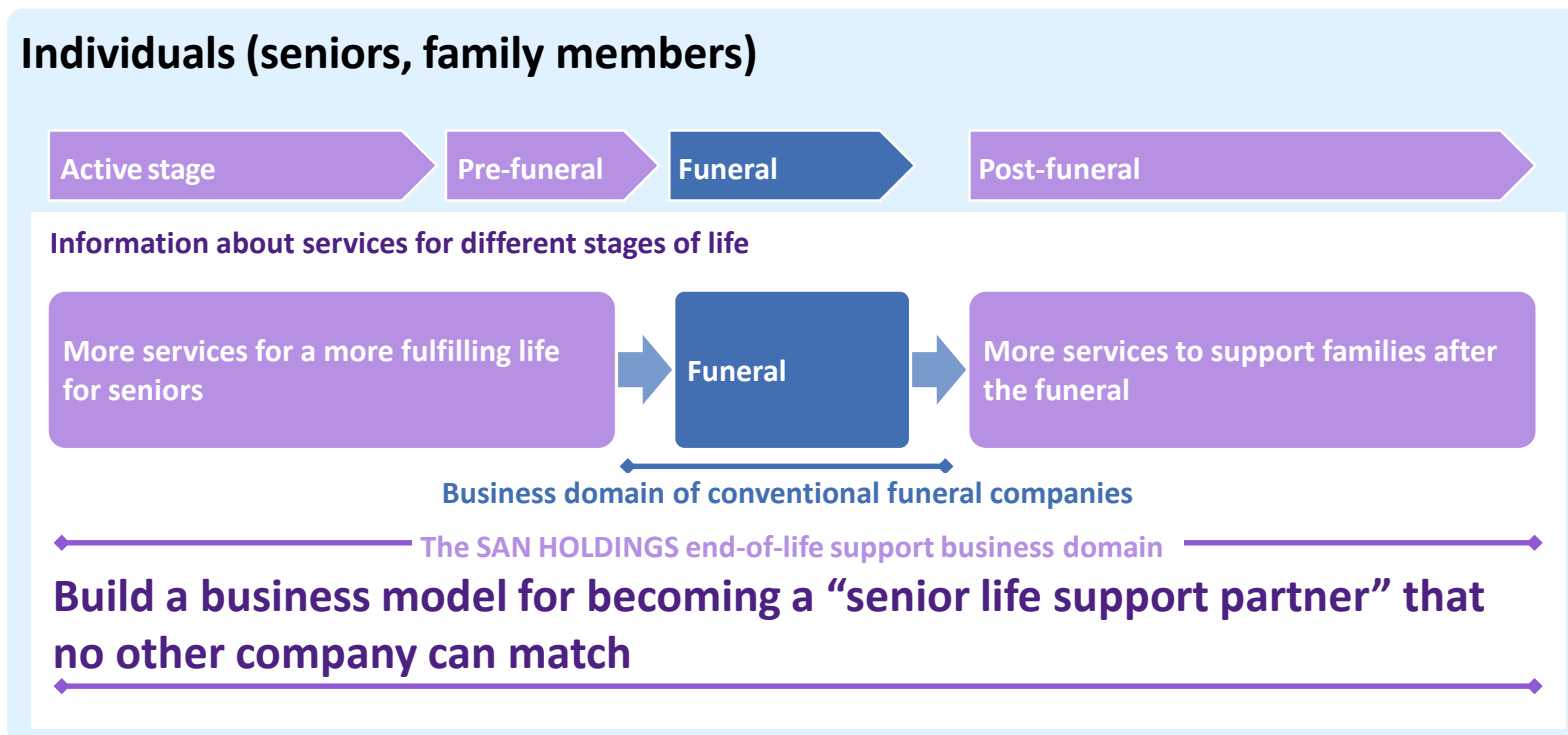 Individuals (seniors, family members)
Active stage
Pre-funeral
Funeral
Post-funeral
Information about services for different stages of life
More services for a more fulfilling life
for seniors
Funeral
More services to support families after
the funeral
Business domain of conventional funeral companies
The SAN HOLDINGS end-of-life support business domain
Build a business model for becoming a “senior life support partner” that
no other company can match